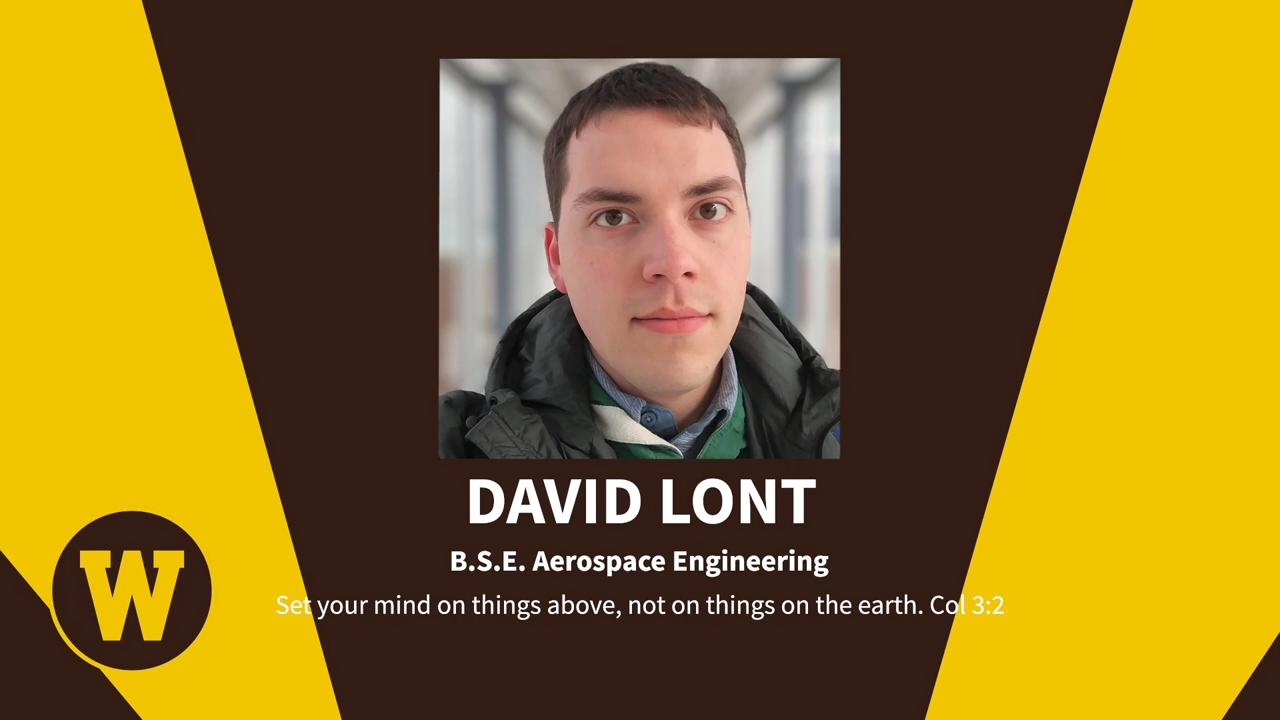 DAVID LONT
B.S.E. Aerospace Engineering
Set your mind on things above, not on things on the earth. Col 3:2
W